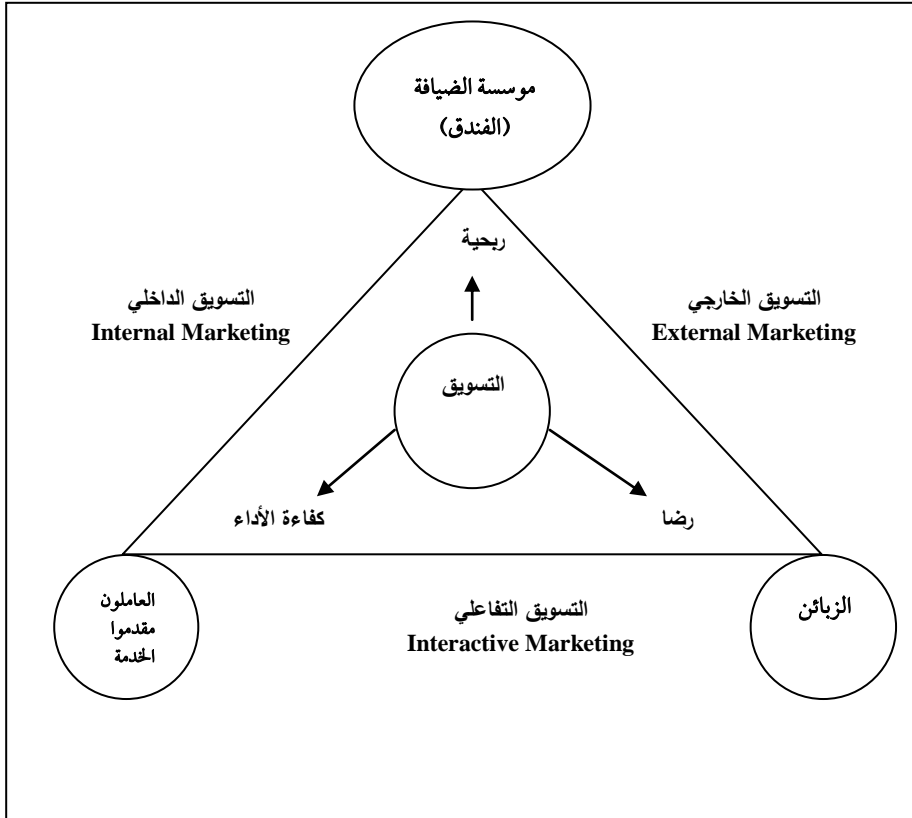 موسسة الضيافة
(الفندق)
ربحية
التسويق الخارجي
External Marketing
التسويق الداخلي
Internal Marketing
التسويق
رضا
كفاءة الأداء
الزبائن
التسويق التفاعلي
Interactive Marketing
العاملون
مقدموا
الخدمة